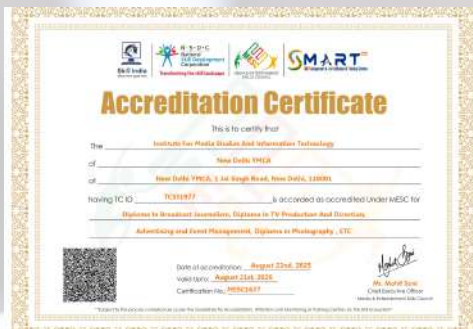 Skill India
N·S·D·C
National
Skill Development
Corporation
Transforming the skill landscape
SMART
Accreditation Certificate
This is to certify that
The Institute For Media Studies And Information Technology
of New Delhi YMCA
at New Delhi YMCA, 1 Jai Singh Road, New Delhi, 110001
having TC ID TC551977 is accorded as accredited Under MESC for
Diploma in Broadcast Journalism, Diploma in TV Production And Direction,
Advertising and Event Management, Diploma in Photography , ETC
Date of accreditation: August 22nd, 2025
Valid Upto: August 21st, 2026
Certification No.: MESC1627
Mr. Mohit Soni
Chief Executive Officer
Media & Entertainment Skills Council